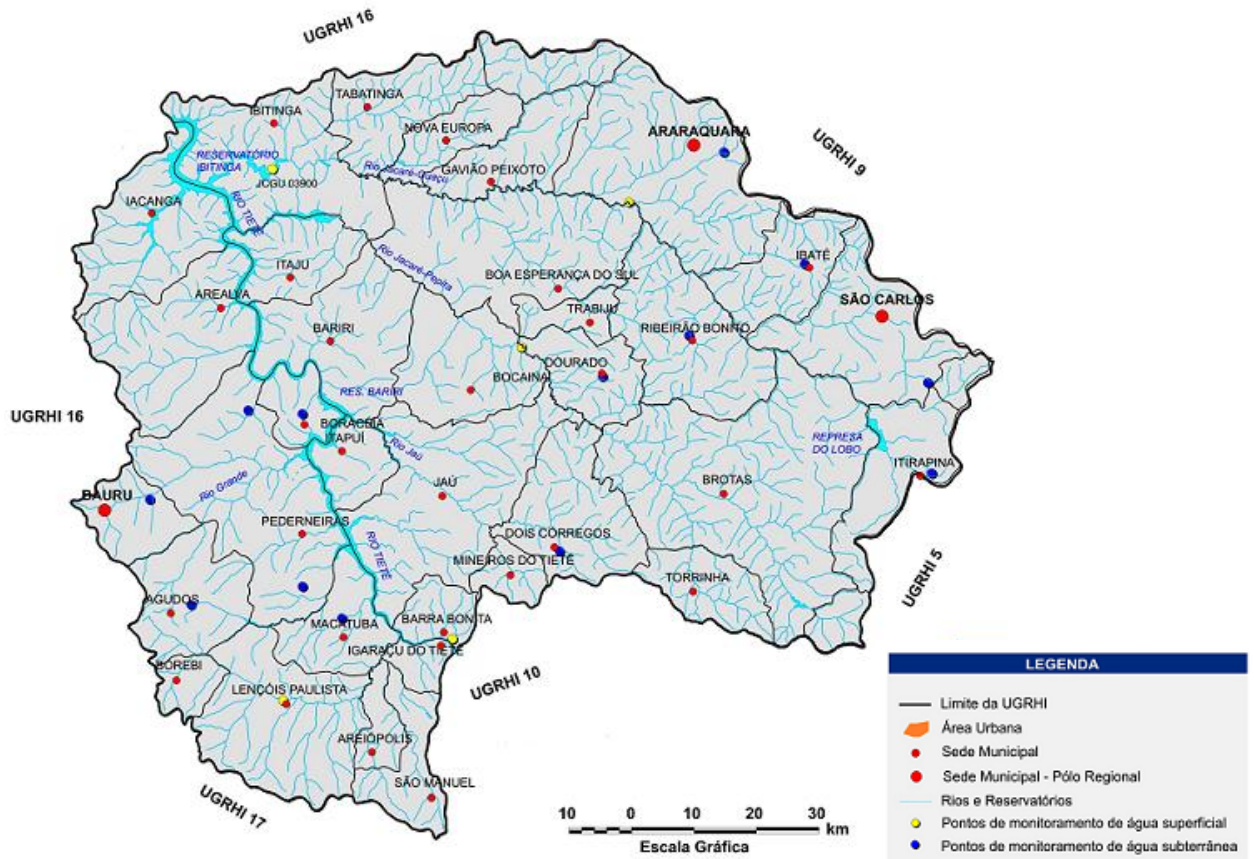 UGRHI 16
TABATINGA
IBITINGA
NOVA EUROPA
ARARAQUARA
UGRHI 9
RESERVATÓRIO
IBITINGA
Rio Jacaré-Guaçu
GAVIÃO PEIXOTO
JOGU 03900
IACANGA
RIO TIETÊ
Rio Jacaré-Pepira
IBATÉ
ITAJU
BOA ESPERANÇA DO SUL
AREALVA
SÃO CARLOS
TRABIJU
BARIRI
RIBEIRÃO BONITO
DOURADO
BOCAINA
RES. BARIRI
UGRHI 16
BORACÉIA
ITAPUÍ
Rio Jaú
REPRESA
DO LOBO
ITIRAPINA
Rio Grande
BROTAS
BAURU
JAÚ
PEDERNEIRAS
RIO TIETÊ
DOIS CÓRREGOS
MINEIROS DO TIETÊ
TORRINHA
UGRHI 5
AGUDOS
MACATUBA
BARRA BONITA
IGARAÇU DO TIETÊ
BOREBI
UGRHI 10
LENÇÓIS PAULISTA
AREIÓPOLIS
SÃO MANUEL
UGRHI 17
10 0 10 20 30
km
Escala Gráfica
LEGENDA
Limite da UGRHI
Área Urbana
Sede Municipal
Sede Municipal - Pólo Regional
Rios e Reservatórios
Pontos de monitoramento de água superficial
Pontos de monitoramento de água subterrânea